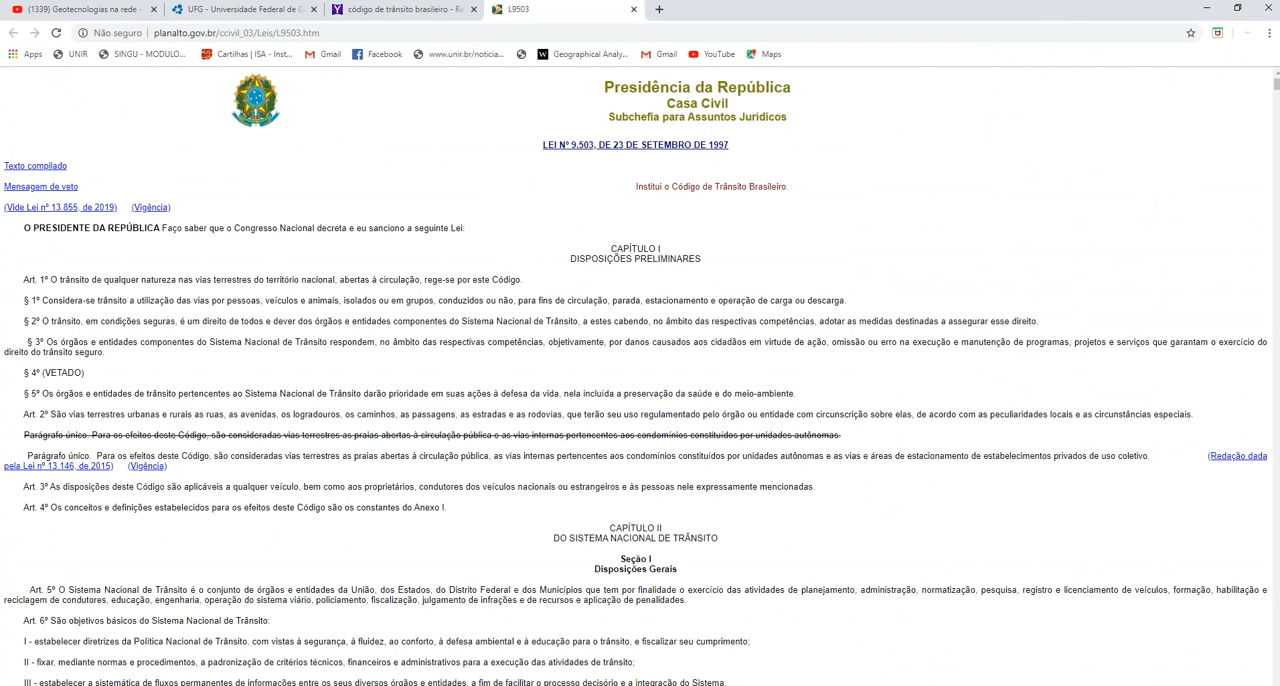 (1339) Geotecnologias na rede - 
UFG - Universidade Federal de G
código de trânsito brasileiro - Re
L9503
Não seguro
planalto.gov.br/ccivil_03/Leis/L9503.htm
Apps UNIR SINGU - MODULO... Cartilhas | ISA - Inst... Gmail Facebook www.unir.br/noticia... Geographical Analy... Gmail YouTube Maps
Presidência da República
Casa Civil
Subchefia para Assuntos Jurídicos
LEI Nº 9.503, DE 23 DE SETEMBRO DE 1997
Texto compilado
Mensagem de veto
Institui o Código de Trânsito Brasileiro.
(Vide Lei nº 13.855, de 2019) (Vigência)
O PRESIDENTE DA REPÚBLICA Faço saber que o Congresso Nacional decreta e eu sanciono a seguinte Lei:
CAPÍTULO I
DISPOSIÇÕES PRELIMINARES
Art. 1º O trânsito de qualquer natureza nas vias terrestres do território nacional, abertas à circulação, rege-se por este Código.
§ 1º Considera-se trânsito a utilização das vias por pessoas, veículos e animais, isolados ou em grupos, conduzidos ou não, para fins de circulação, parada, estacionamento e operação de carga ou descarga.
§ 2º O trânsito, em condições seguras, é um direito de todos e dever dos órgãos e entidades componentes do Sistema Nacional de Trânsito, a estes cabendo, no âmbito das respectivas competências, adotar as medidas destinadas a assegurar esse direito.
§ 3º Os órgãos e entidades componentes do Sistema Nacional de Trânsito respondem, no âmbito das respectivas competências, objetivamente, por danos causados aos cidadãos em virtude de ação, omissão ou erro na execução e manutenção de programas, projetos e serviços que garantam o exercício do
direito do trânsito seguro.
§ 4º (VETADO)
§ 5º Os órgãos e entidades de trânsito pertencentes ao Sistema Nacional de Trânsito darão prioridade em suas ações à defesa da vida, nela incluída a preservação da saúde e do meio-ambiente.
Art. 2º São vias terrestres urbanas e rurais as ruas, as avenidas, os logradouros, os caminhos, as passagens, as estradas e as rodovias, que terão seu uso regulamentado pelo órgão ou entidade com circunscrição sobre elas, de acordo com as peculiaridades locais e as circunstâncias especiais.
Parágrafo único. Para os efeitos deste Código, são consideradas vias terrestres as praias abertas à circulação pública e as vias internas pertencentes aos condomínios constituídos por unidades autônomas.
Parágrafo único. Para os efeitos deste Código, são consideradas vias terrestres as praias abertas à circulação pública, as vias internas pertencentes aos condomínios constituídos por unidades autônomas e as vias e áreas de estacionamento de estabelecimentos privados de uso coletivo. (Redação dada
pela Lei nº 13.146, de 2015) (Vigência)
Art. 3º As disposições deste Código são aplicáveis a qualquer veículo, bem como aos proprietários, condutores dos veículos nacionais ou estrangeiros e às pessoas nele expressamente mencionadas.
Art. 4º Os conceitos e definições estabelecidos para os efeitos deste Código são os constantes do Anexo I.
CAPÍTULO II
DO SISTEMA NACIONAL DE TRÂNSITO
Seção I
Disposições Gerais
Art. 5º O Sistema Nacional de Trânsito é o conjunto de órgãos e entidades da União, dos Estados, do Distrito Federal e dos Municípios que tem por finalidade o exercício das atividades de planejamento, administração, normatização, pesquisa, registro e licenciamento de veículos, formação, habilitação e
reciclagem de condutores, educação, engenharia, operação do sistema viário, policiamento, fiscalização, julgamento de infrações e de recursos e aplicação de penalidades.
Art. 6º São objetivos básicos do Sistema Nacional de Trânsito:
I - estabelecer diretrizes da Política Nacional de Trânsito, com vistas à segurança, à fluidez, ao conforto, à defesa ambiental e à educação para o trânsito, e fiscalizar seu cumprimento;
II - fixar, mediante normas e procedimentos, a padronização de critérios técnicos, financeiros e administrativos para a execução das atividades de trânsito;
III - estabelecer a sistemática de fluxos permanentes de informações entre os seus diversos órgãos e entidades, a fim de facilitar o processo decisório e a integração do Sistema.